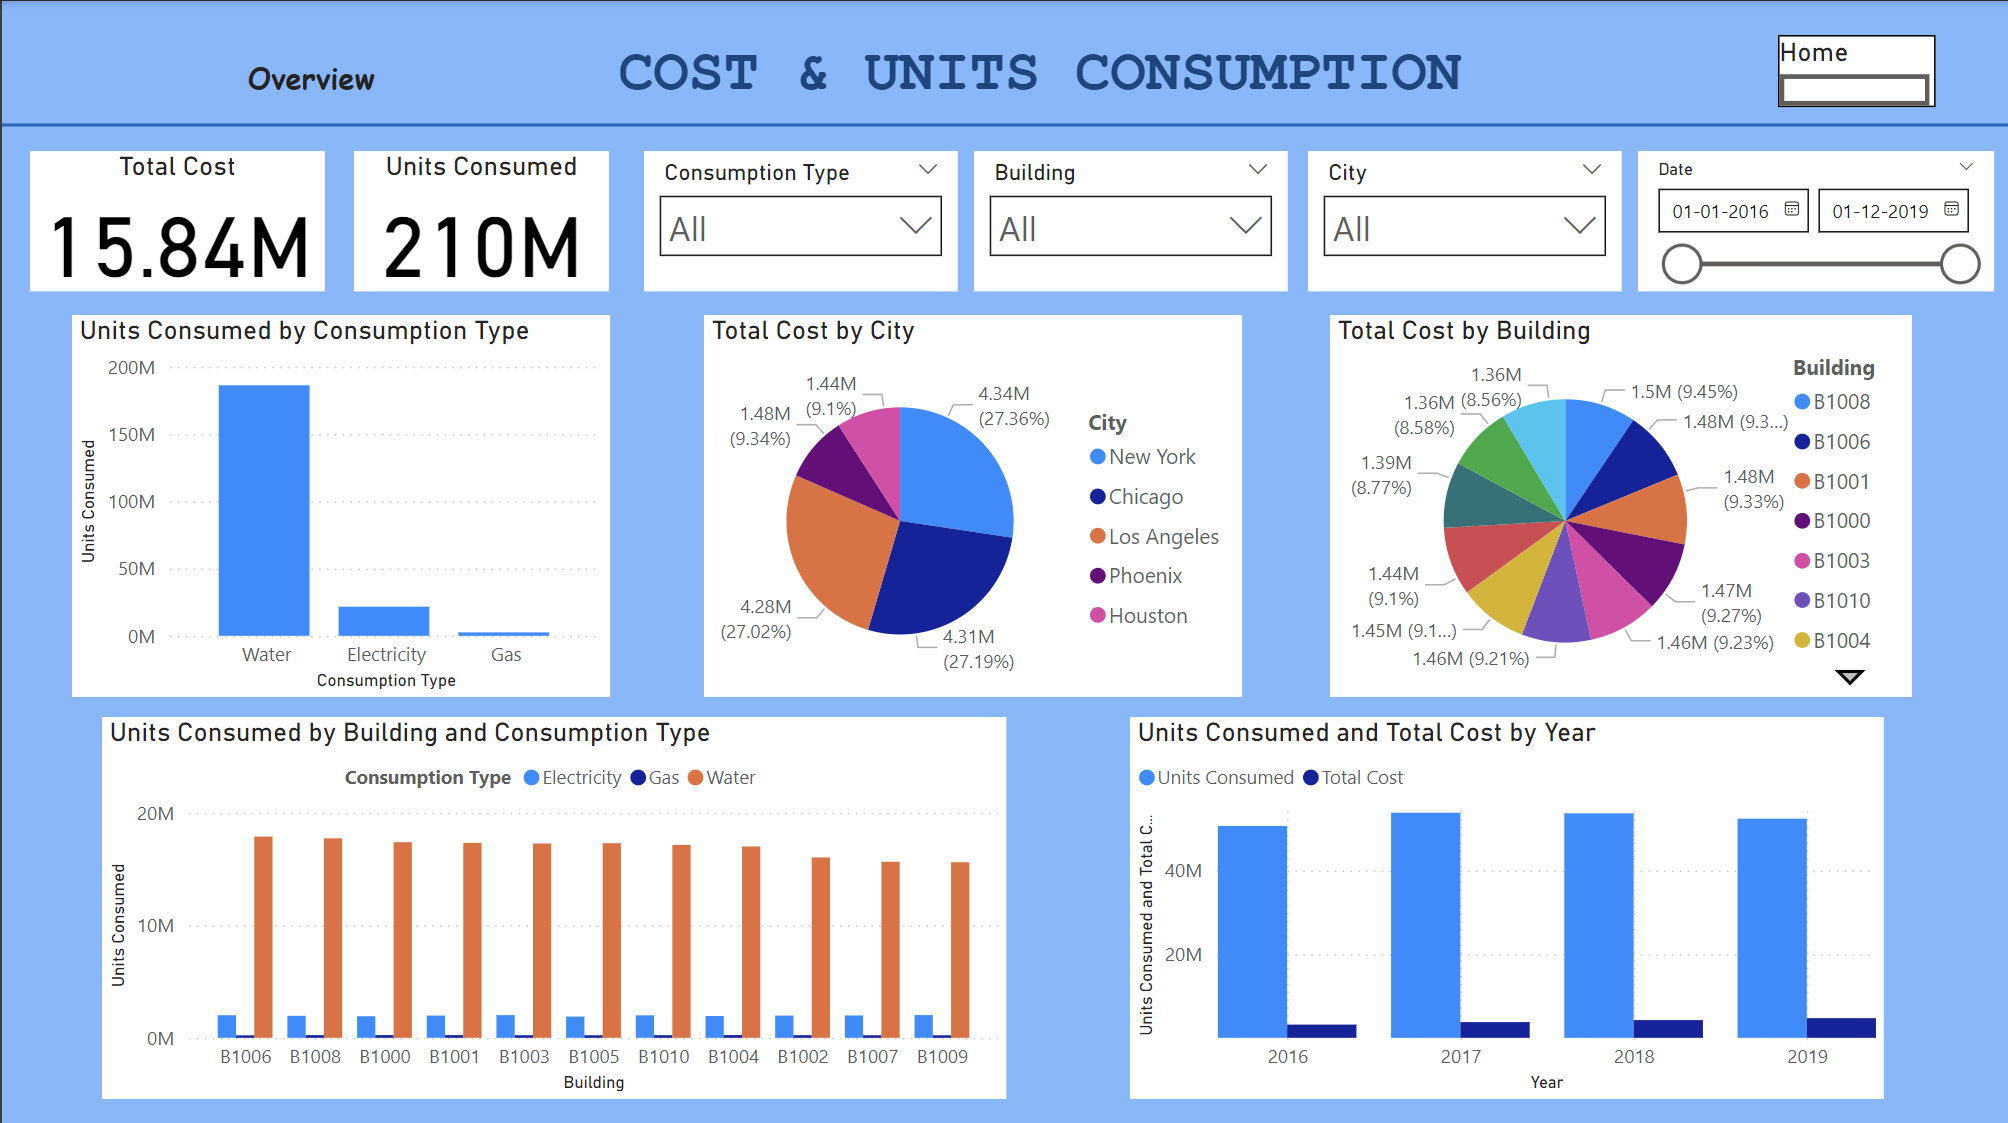 Overview
COST & UNITS CONSUMPTION
Home
Total Cost
15.84M
Units Consumed
210M
Consumption Type
All
Building
All
City
All
Date
01-01-2016
01-12-2019
Units Consumed by Consumption Type
Units Consumed
200M
150M
100M
50M
0M
Water
Electricity
Gas
Consumption Type
Total Cost by City
4.34M
(27.36%)
4.31M
(27.19%)
4.28M
(27.02%)
1.48M
(9.34%)
1.44M
(9.1%)
City
New York
Chicago
Los Angeles
Phoenix
Houston
Total Cost by Building
1.5M (9.45%)
1.48M (9.3...)
1.48M
(9.33%)
1.47M
(9.27%)
1.46M (9.23%)
1.46M (9.21%)
1.45M (9.1...)
1.44M
(9.1%)
1.39M
(8.77%)
1.36M
(8.58%)
1.36M
(8.56%)
Building
B1008
B1006
B1001
B1000
B1003
B1010
B1004
Units Consumed by Building and Consumption Type
Consumption Type Electricity Gas Water
Units Consumed
20M
10M
0M
B1006 B1008 B1000 B1001 B1003 B1005 B1010 B1004 B1002 B1007 B1009
Building
Units Consumed and Total Cost by Year
Units Consumed Total Cost
Units Consumed and Total C...
40M
20M
2016 2017 2018 2019
Year